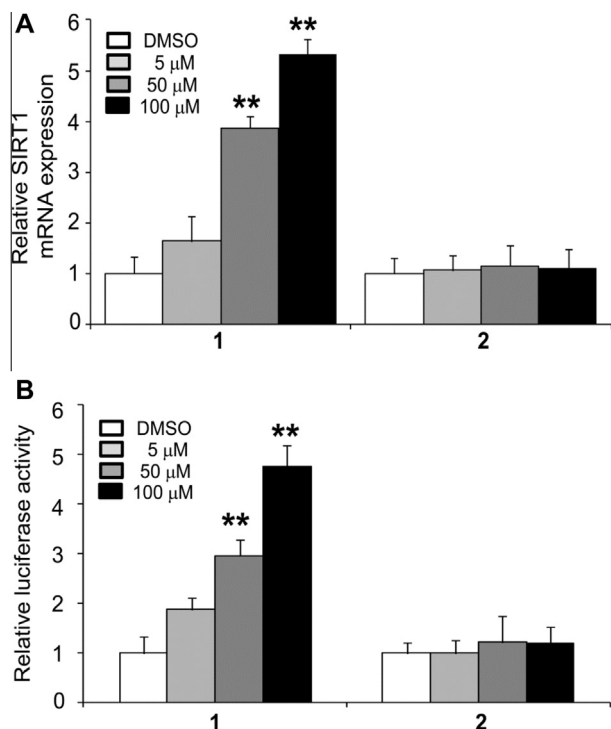 A
Relative SIRT1
mRNA expression
6
5
4
3
2
1
0
DMSO
5 μM
50 μM
100 μM
**
**
1
2
B
Relative luciferase activity
6
5
4
3
2
1
0
DMSO
5 μM
50 μM
100 μM
**
**
1
2